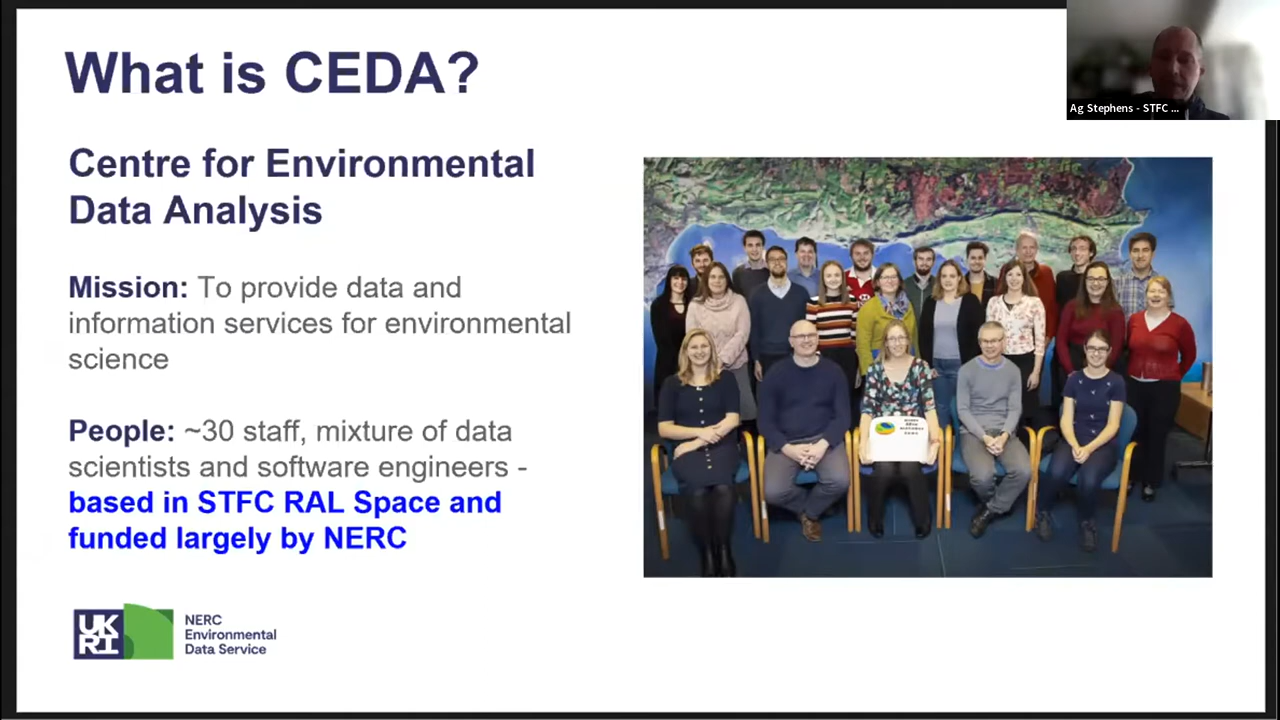 What is CEDA?
Ag Stephens - STFC ...
Centre for Environmental
Data Analysis
Mission: To provide data and
information services for environmental
science
People: ~30 staff, mixture of data
scientists and software engineers -
based in STFC RAL Space and
funded largely by NERC
UK
RI
NERC
Environmental
Data Service